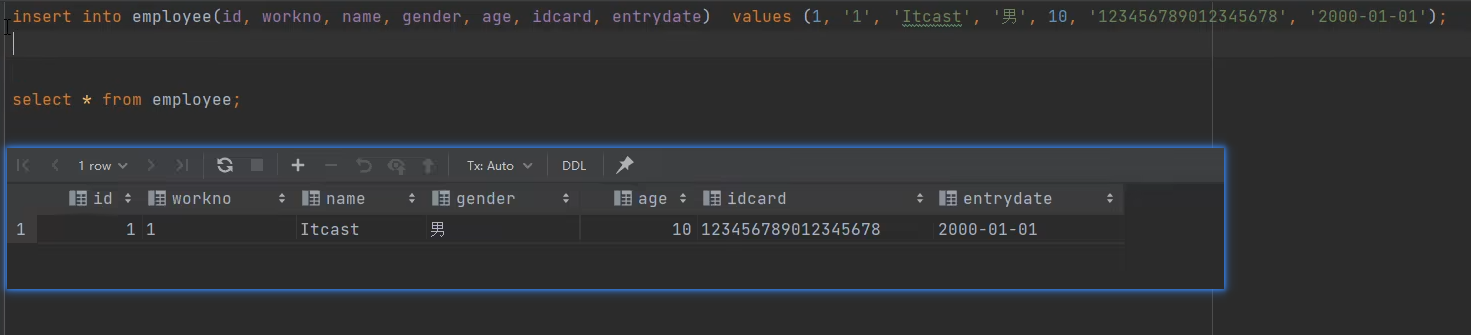 insert into employee(id, workno, name, gender, age, idcard, entrydate)  values (1, '1', 'Itcast', '男', 10, '123456789012345678', '2000-01-01');
select * from employee;
1 row Tx: Auto DDL
id workno name gender age idcard entrydate
1 1 1 Itcast 男 10 123456789012345678 2000-01-01